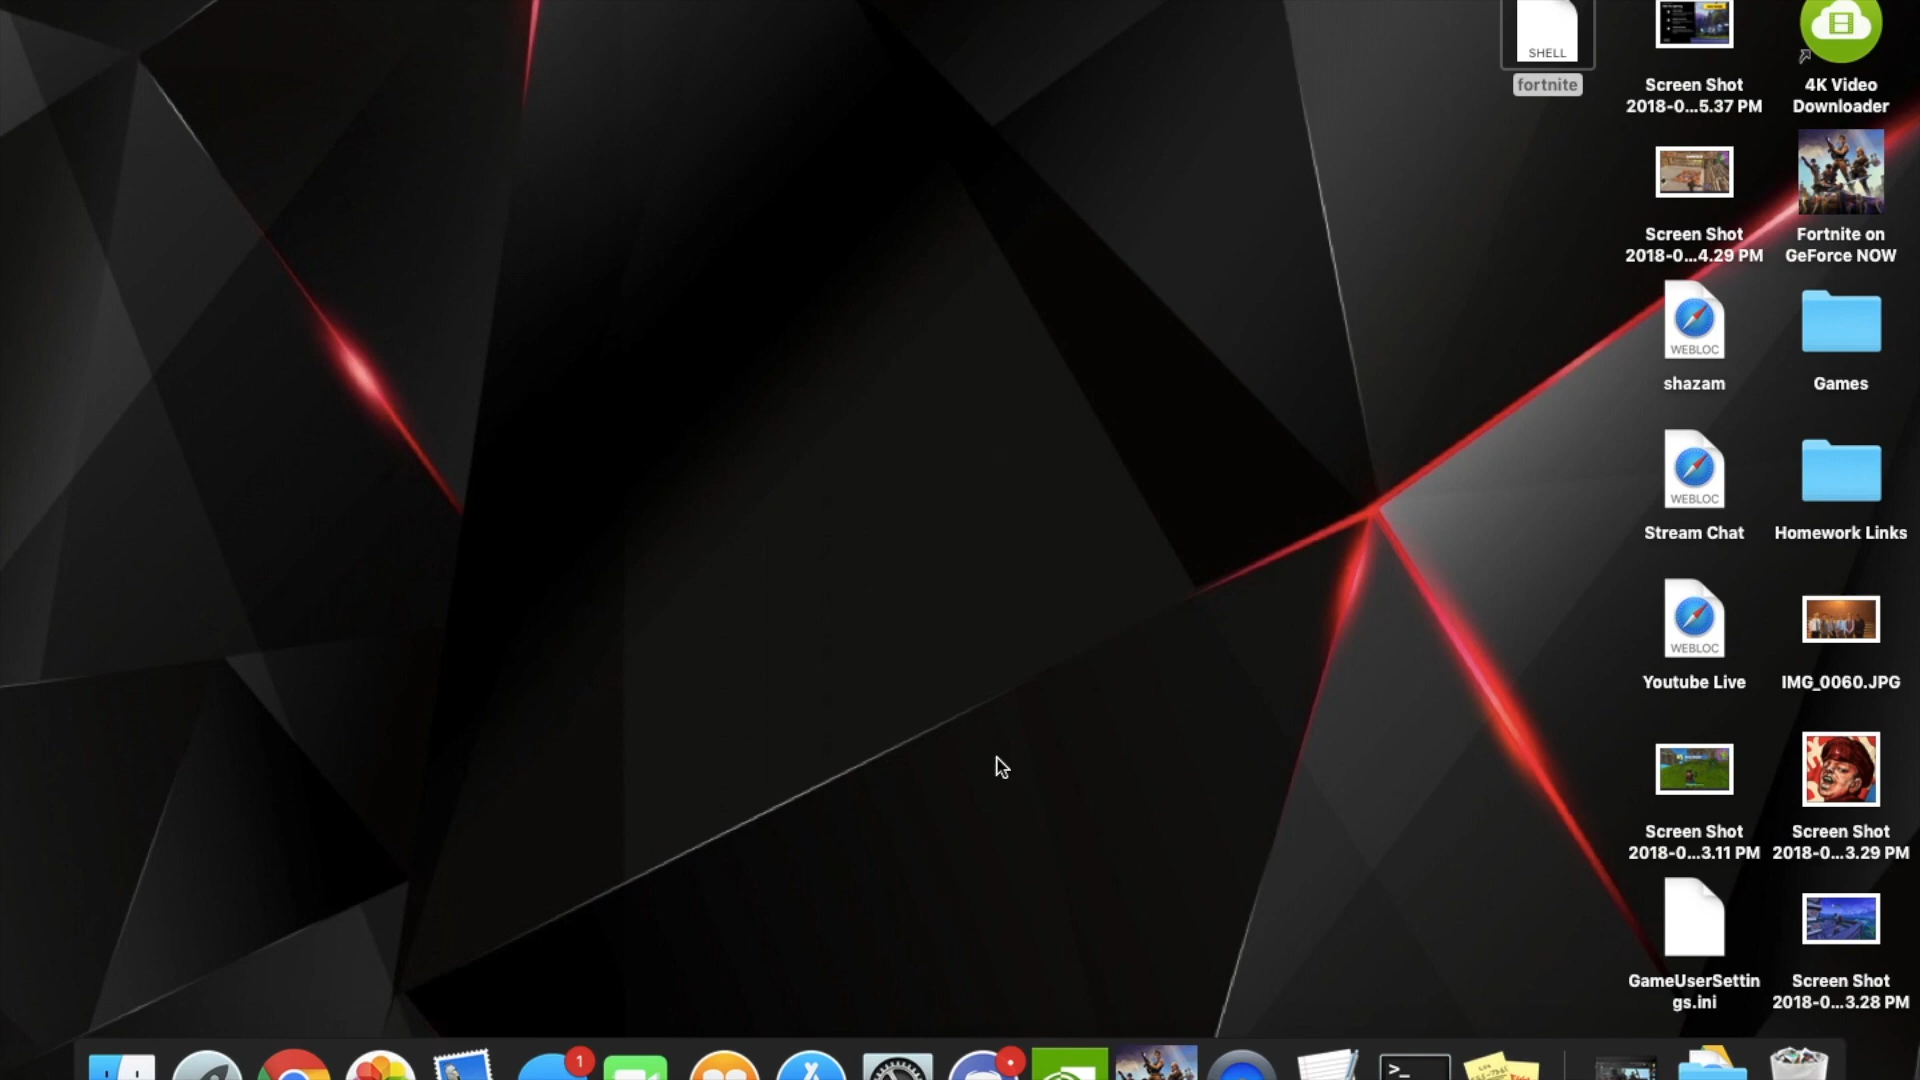 SHELL
fortnite
Screen Shot
2018-0...5.37 PM
4K Video
Downloader
Screen Shot
2018-0...4.29 PM
Fortnite on
GeForce NOW
WEBLOC
shazam
Games
WEBLOC
Stream Chat
Homework Links
WEBLOC
Youtube Live
IMG_0060.JPG
Screen Shot
2018-0...3.11 PM
Screen Shot
2018-0...3.29 PM
GameUserSettin
gs.ini
Screen Shot
2018-0...3.28 PM
1
>_